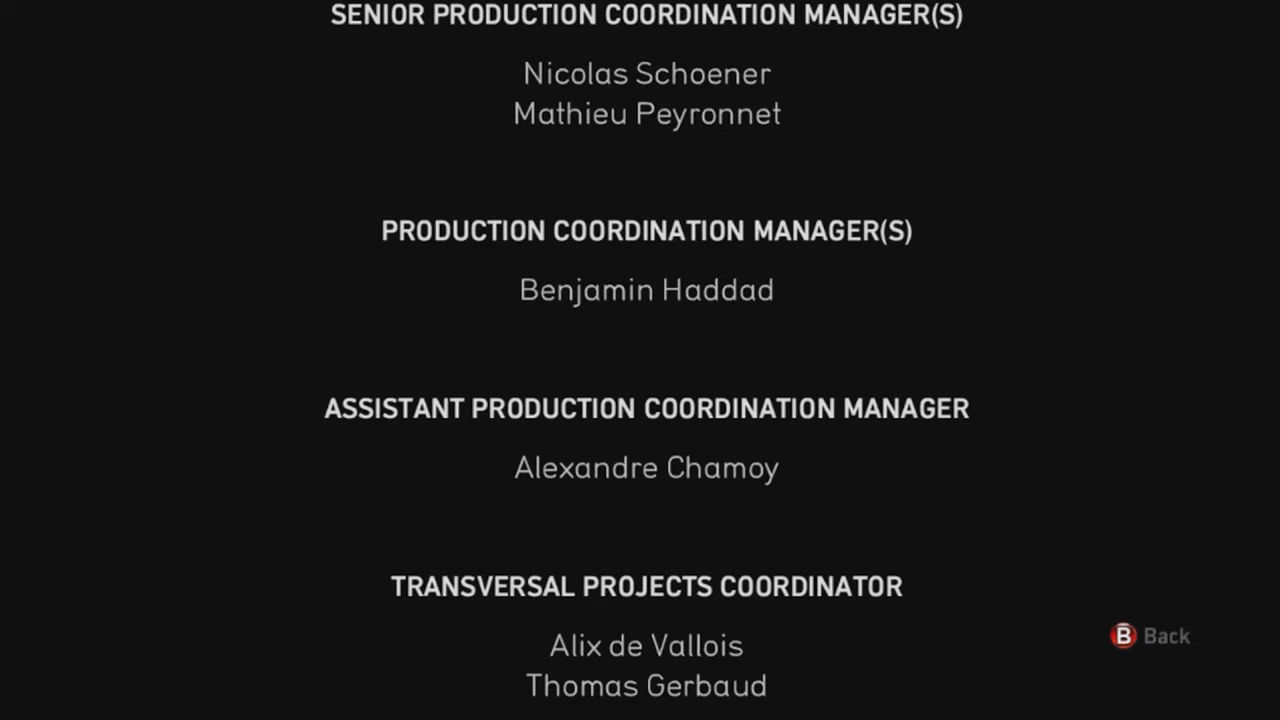 SENIOR PRODUCTION COORDINATION MANAGER(S)
Nicolas Schoener
Mathieu Peyronnet
PRODUCTION COORDINATION MANAGER(S)
Benjamin Haddad
ASSISTANT PRODUCTION COORDINATION MANAGER
Alexandre Chamoy
TRANSVERSAL PROJECTS COORDINATOR
Alix de Vallois
B Back
Thomas Gerbaud